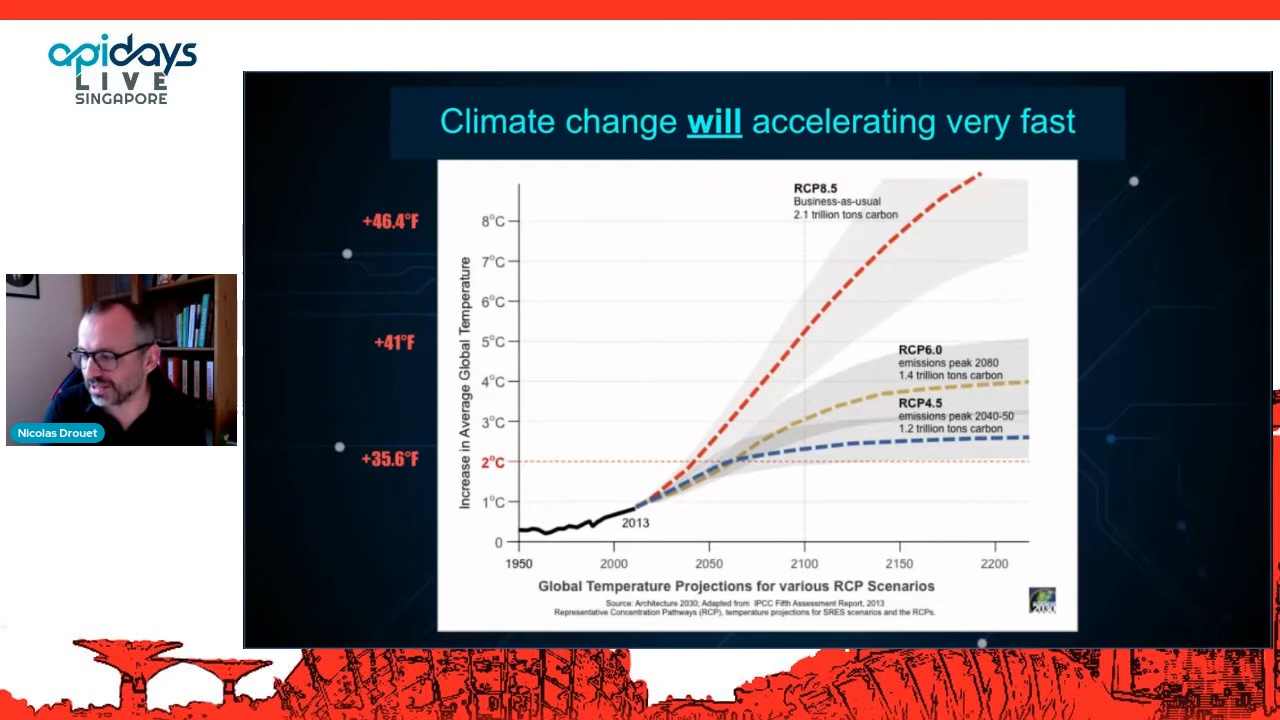 apidays
LIVE
SINGAPORE
Climate change will accelerating very fast
+46.4°F
+41°F
+35.6°F
Increase in Average Global Temperature
8°C
7°C
6°C
5°C
4°C
3°C
2°C
1°C
0
RCP8.5
Business-as-usual
2.1 trillion tons carbon
RCP6.0
emissions peak 2080
1.4 trillion tons carbon
RCP4.5
emissions peak 2040-50
1.2 trillion tons carbon
2013
1950
2000
2050
2100
2150
2200
Global Temperature Projections for various RCP Scenarios
Source: Architecture 2030; Adapted from IPCC Fifth Assessment Report, 2013
Representative Concentration Pathways (RCP), temperature projections for SRES scenarios and the RCPs.
2030
Nicolas Drouet